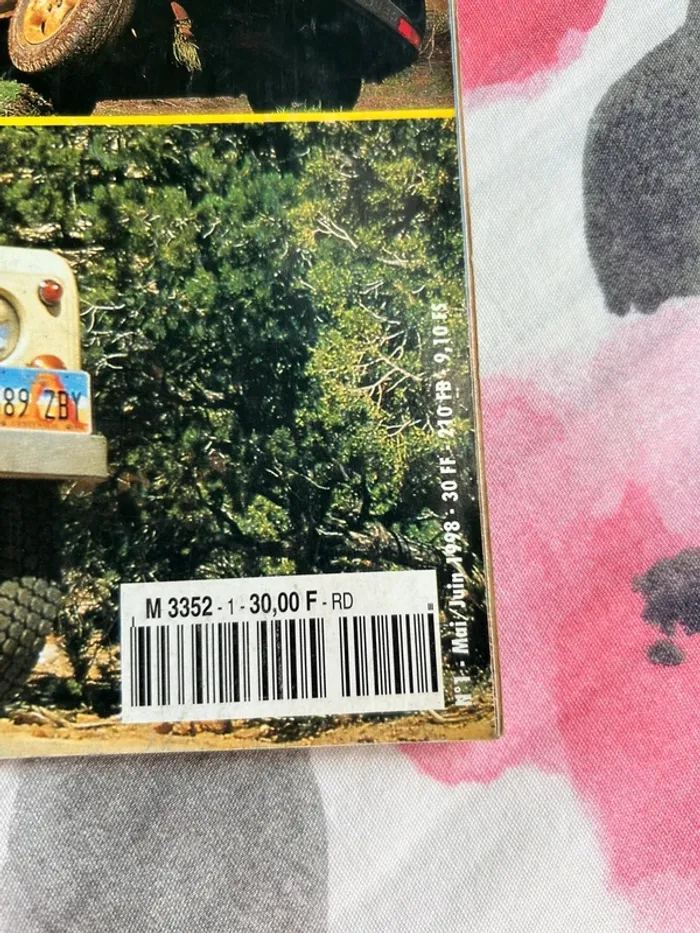 89 ZBY
M 3352 - 1 - 30,00 F - RD
N° 1 - Mai/Juin 1998 • 30 FF - 210 FB • 9,10 FS